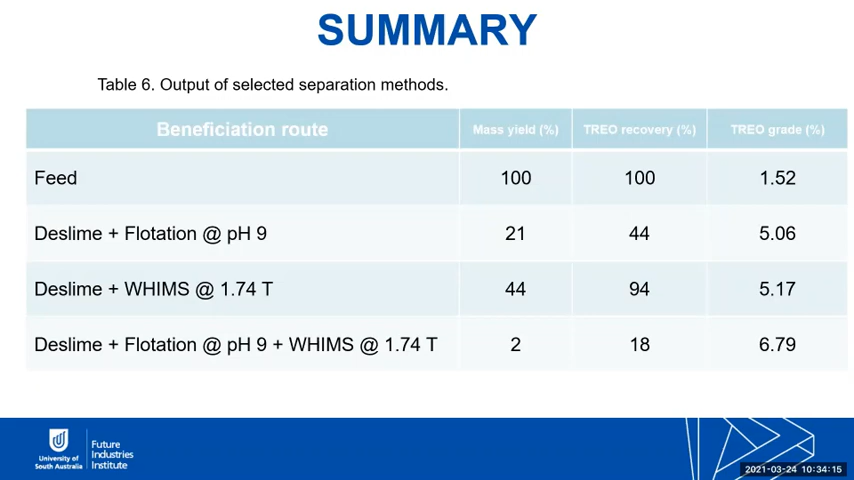 SUMMARY
Table 6. Output of selected separation methods.
Beneficiation route Mass yield (%) TREO recovery (%) TREO grade (%)
Feed 100 100 1.52
Deslime + Flotation @ pH 9 21 44 5.06
Deslime + WHIMS @ 1.74 T 44 94 5.17
Deslime + Flotation @ pH 9 + WHIMS @ 1.74 T 2 18 6.79
University of
South Australia
Future
Industries
Institute
2021-03-24 10:34:15